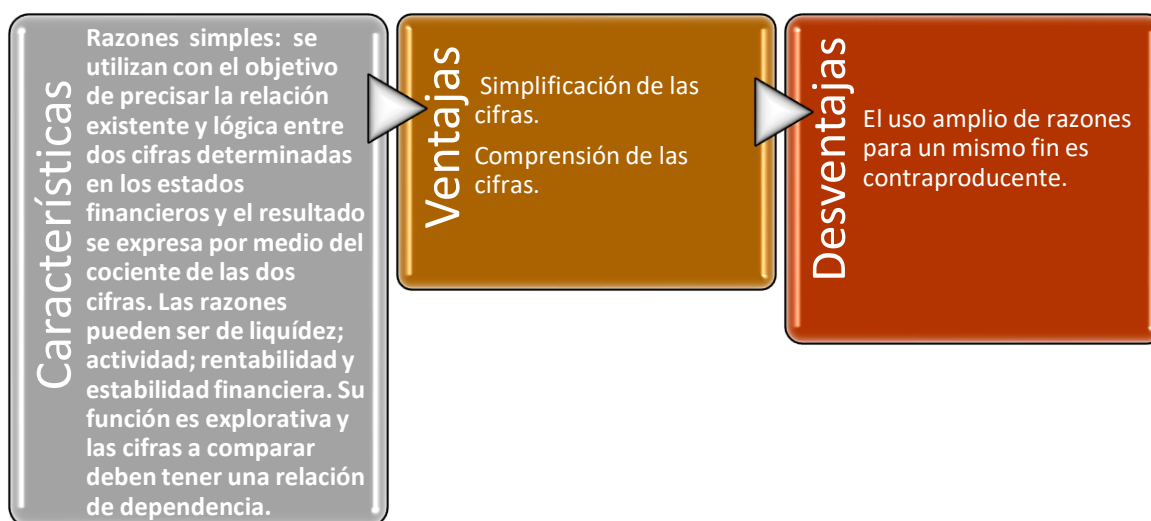 Características
Razones simples: se
utilizan con el objetivo
de precisar la relación
existente y lógica entre
dos cifras determinadas
en los estados
financieros y el resultado
se expresa por medio del
cociente de las dos
cifras. Las razones
pueden ser de liquídez;
actividad; rentabilidad y
estabilidad financiera. Su
función es explorativa y
las cifras a comparar
deben tener una relación
de dependencia.
Ventajas
Simplificación de las
cifras.
Comprensión de las
cifras.
Desventajas
El uso amplio de razones
para un mismo fin es
contraproducente.